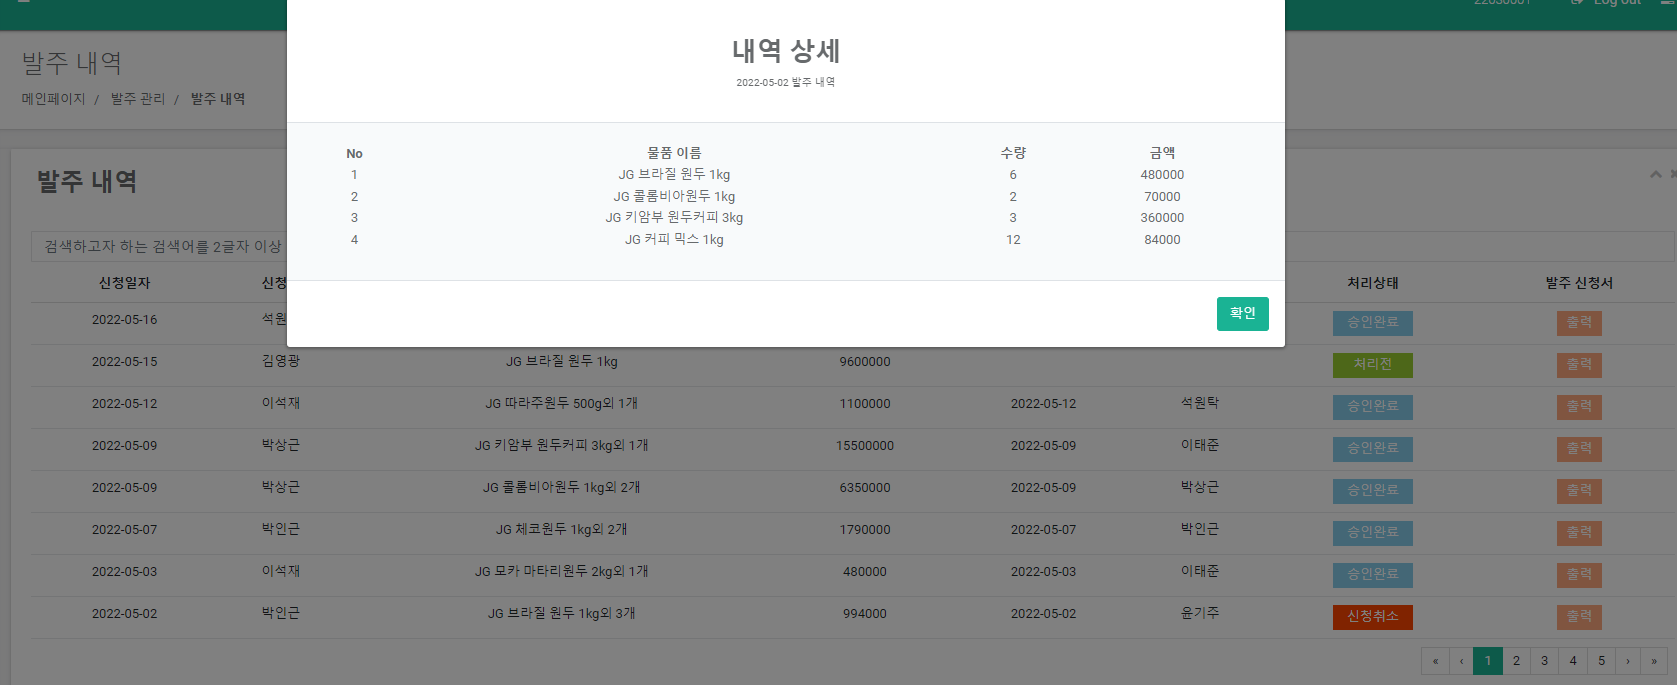 Log out
내역 상세
2022-05-02 발주 내역
발주 내역
메인페이지 / 발주 관리 / 발주 내역
No 물품 이름 수량 금액
1 JG 브라질 원두 1kg 6 480000
2 JG 콜롬비아원두 1kg 2 70000
3 JG 키암부 원두커피 3kg 3 360000
4 JG 커피 믹스 1kg 12 84000
확인
발주 내역
검색하고자 하는 검색어를 2글자 이상
신청일자 처리상태 발주 신청서
2022-05-16 승인완료 출력
2022-05-15 김영광 JG 브라질 원두 1kg 9600000 처리전 출력
2022-05-12 이석재 JG 따라주원두 500g외 1개 1100000 2022-05-12 석원탁 승인완료 출력
2022-05-09 박상근 JG 키암부 원두커피 3kg외 1개 15500000 2022-05-09 이태준 승인완료 출력
2022-05-09 박상근 JG 콜롬비아원두 1kg외 2개 6350000 2022-05-09 박상근 승인완료 출력
2022-05-07 박인근 JG 체코원두 1kg외 2개 1790000 2022-05-07 박인근 승인완료 출력
2022-05-03 이석재 JG 모카 마타리원두 2kg외 1개 480000 2022-05-03 이태준 승인완료 출력
2022-05-02 박인근 JG 브라질 원두 1kg외 3개 994000 2022-05-02 윤기주 신청취소 출력
« ‹ 1 2 3 4 5 › »